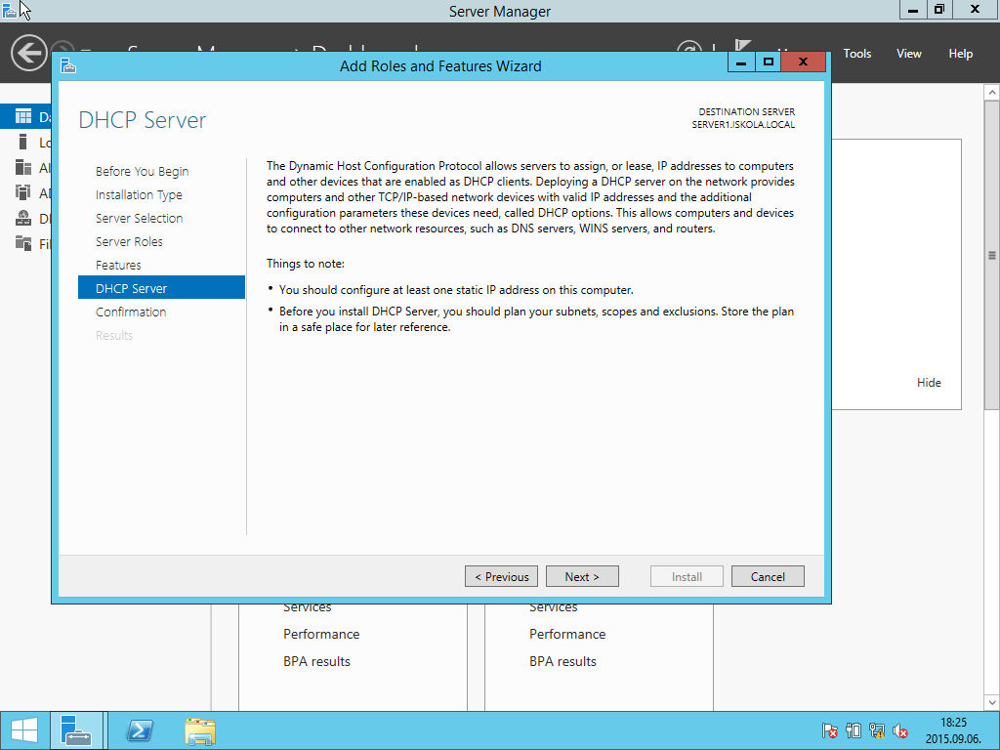 Server Manager
Tools
View
Help
Add Roles and Features Wizard
DHCP Server
DESTINATION SERVER
SERVER1.ISKOLA.LOCAL
Before You Begin
Installation Type
Server Selection
Server Roles
Features
DHCP Server
Confirmation
Results
The Dynamic Host Configuration Protocol allows servers to assign, or lease, IP addresses to computers
and other devices that are enabled as DHCP clients. Deploying a DHCP server on the network provides
computers and other TCP/IP-based network devices with valid IP addresses and the additional
configuration parameters these devices need, called DHCP options. This allows computers and devices
to connect to other network resources, such as DNS servers, WINS servers, and routers.
Things to note:
• You should configure at least one static IP address on this computer.
• Before you install DHCP Server, you should plan your subnets, scopes and exclusions. Store the plan
in a safe place for later reference.
Hide
< Previous
Next >
Install
Cancel
Services
Services
Performance
Performance
BPA results
BPA results
18:25
2015.09.06.